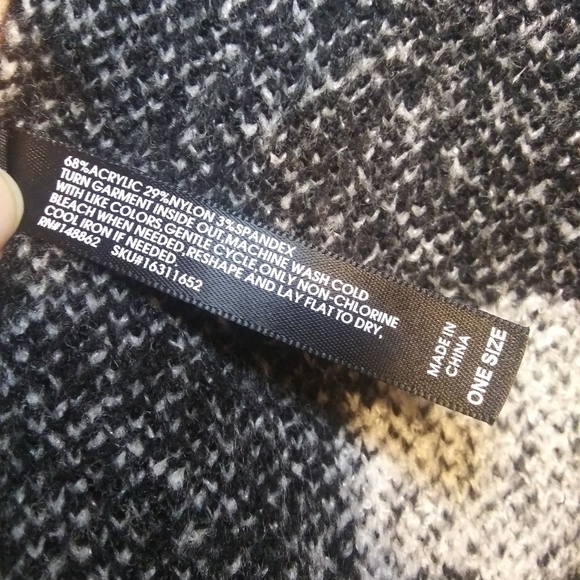 68%ACRYLIC 29%NYLON 3%SPANDEX
TURN GARMENT INSIDE OUT, MACHINE WASH COLD
WITH LIKE COLORS, GENTLE CYCLE, ONLY NON-CHLORINE
BLEACH WHEN NEEDED, RESHAPE AND LAY FLAT TO DRY,
COOL IRON IF NEEDED
RN#148862 SKU#16311652
MADE IN
CHINA
ONE SIZE